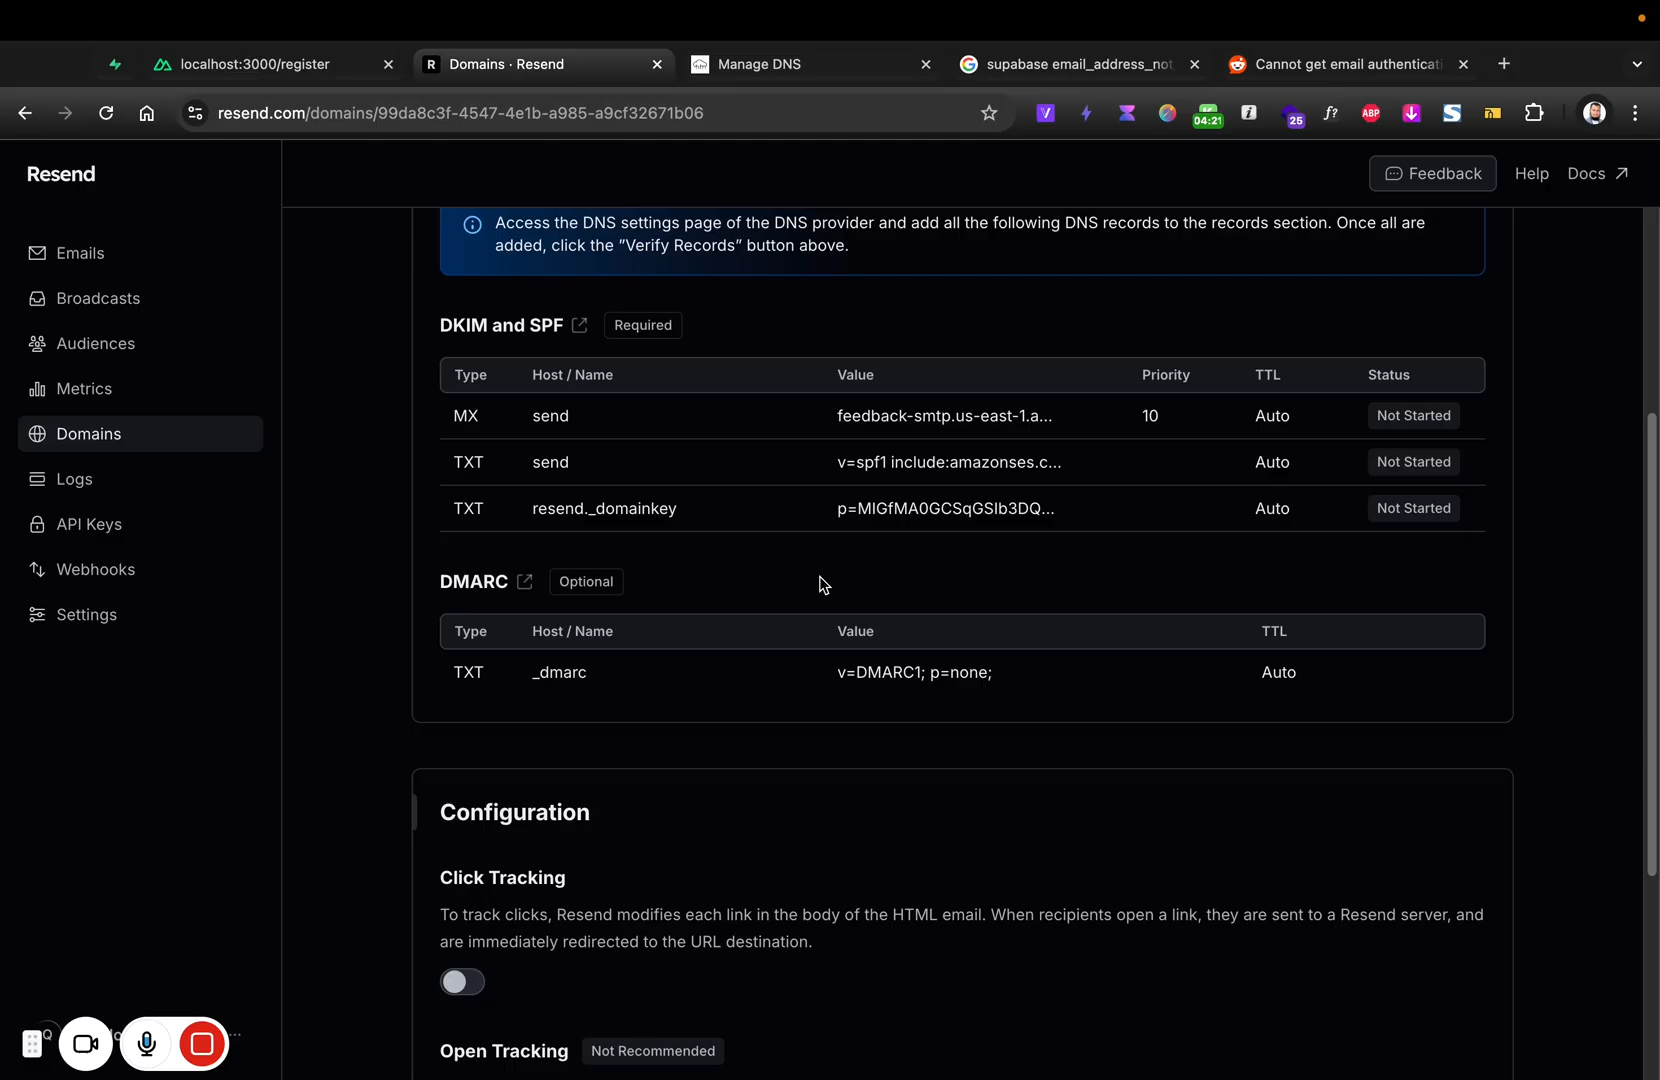 localhost:3000/register
Domains · Resend
Manage DNS
supabase email_address_not
Cannot get email authenticati
resend.com/domains/99da8c3f-4547-4e1b-a985-a9cf32671b06
04:21
25
ABP
Resend
Feedback
Help
Docs
Emails
Broadcasts
Audiences
Metrics
Domains
Logs
API Keys
Webhooks
Settings
Access the DNS settings page of the DNS provider and add all the following DNS records to the records section. Once all are
added, click the “Verify Records” button above.
DKIM and SPF
Required
Type Host / Name Value Priority TTL Status
MX send feedback-smtp.us-east-1.a... 10 Auto Not Started
TXT send v=spf1 include:amazonses.c... Auto Not Started
TXT resend._domainkey p=MIGfMA0GCSqGSIb3DQ... Auto Not Started
DMARC
Optional
Type Host / Name Value TTL
TXT _dmarc v=DMARC1; p=none; Auto
Configuration
Click Tracking
To track clicks, Resend modifies each link in the body of the HTML email. When recipients open a link, they are sent to a Resend server, and
are immediately redirected to the URL destination.
Open Tracking
Not Recommended